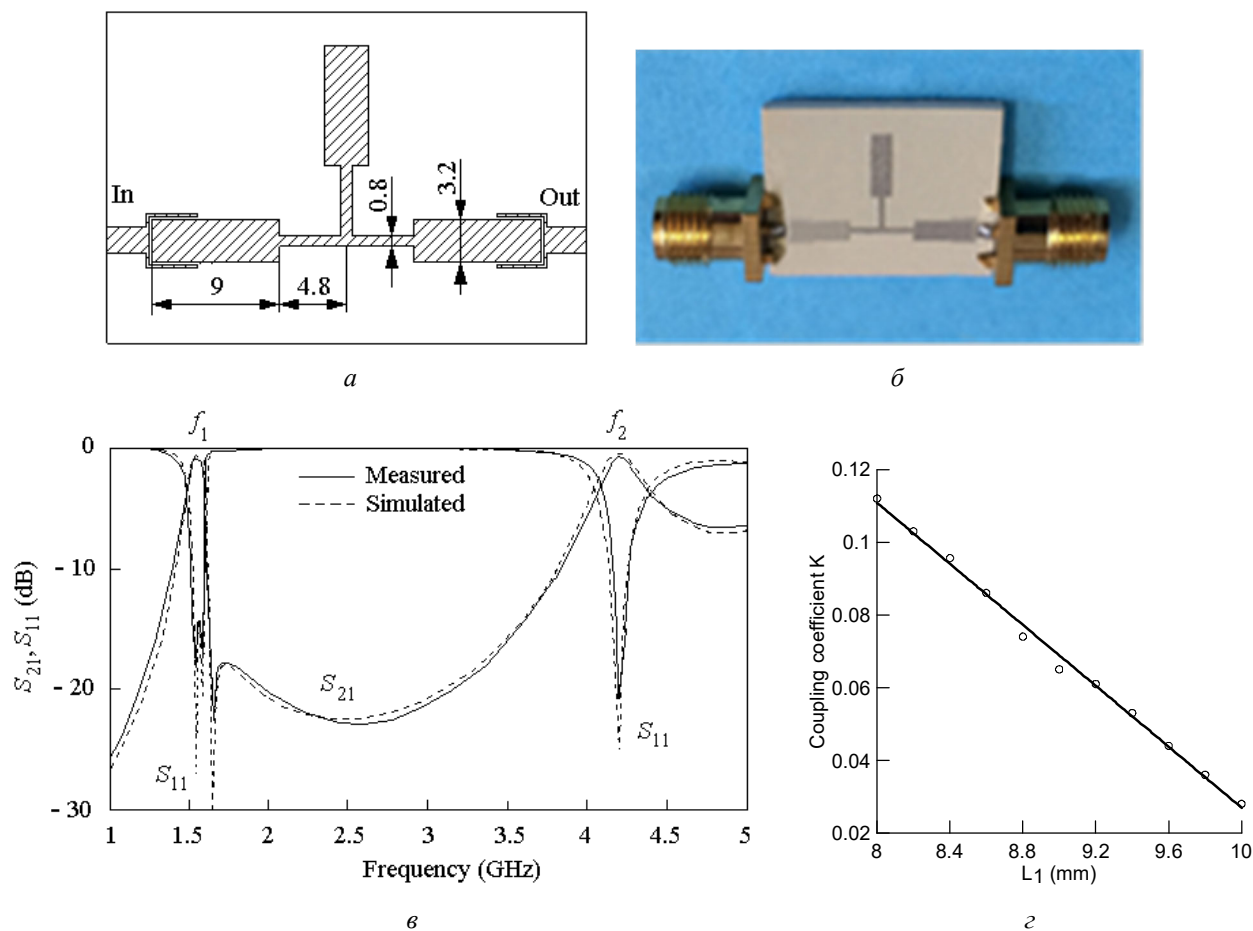 In
Out
0.8
3.2
9
4.8
а
б
f1
f2
0
Measured
Simulated
- 10
- 20
- 30
S21, S11 (dB)
S21
S11
S11
1
1.5
2
2.5
3
3.5
4
4.5
5
Frequency (GHz)
в
0.12
0.1
0.08
0.06
0.04
0.02
Coupling coefficient K
8
8.4
8.8
9.2
9.6
10
L1 (mm)
г